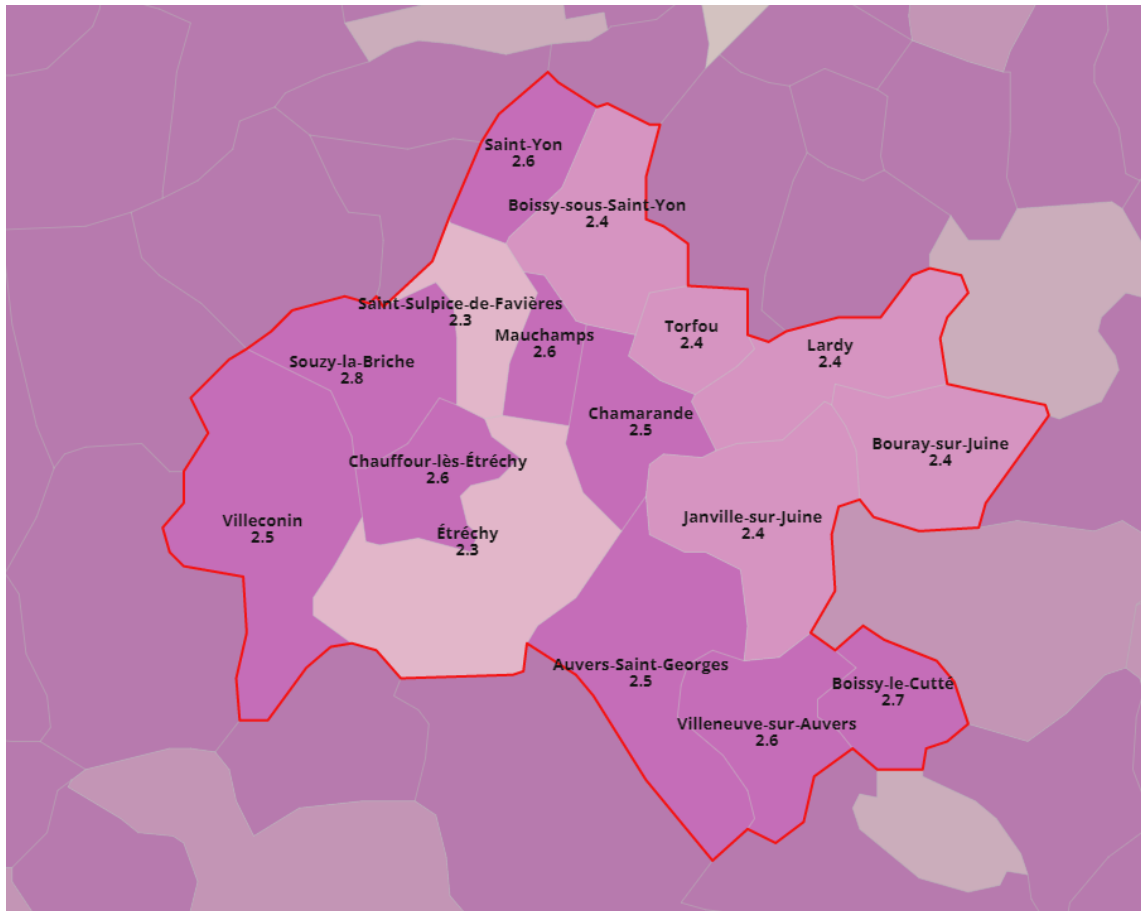 Saint-Yon
2.6
Boissy-sous-Saint-Yon
2.4
Saint-Sulpice-de-Favières
2.3
Mauchamps
2.6
Torfou
2.4
Lardy
2.4
Souzy-la-Briche
2.8
Chamarande
2.5
Bouray-sur-Juine
2.4
Chauffour-lès-Étréchy
2.6
Villeconin
2.5
Étréchy
2.3
Janville-sur-Juine
2.4
Auvers-Saint-Georges
2.5
Boissy-le-Cutté
2.7
Villeneuve-sur-Auvers
2.6